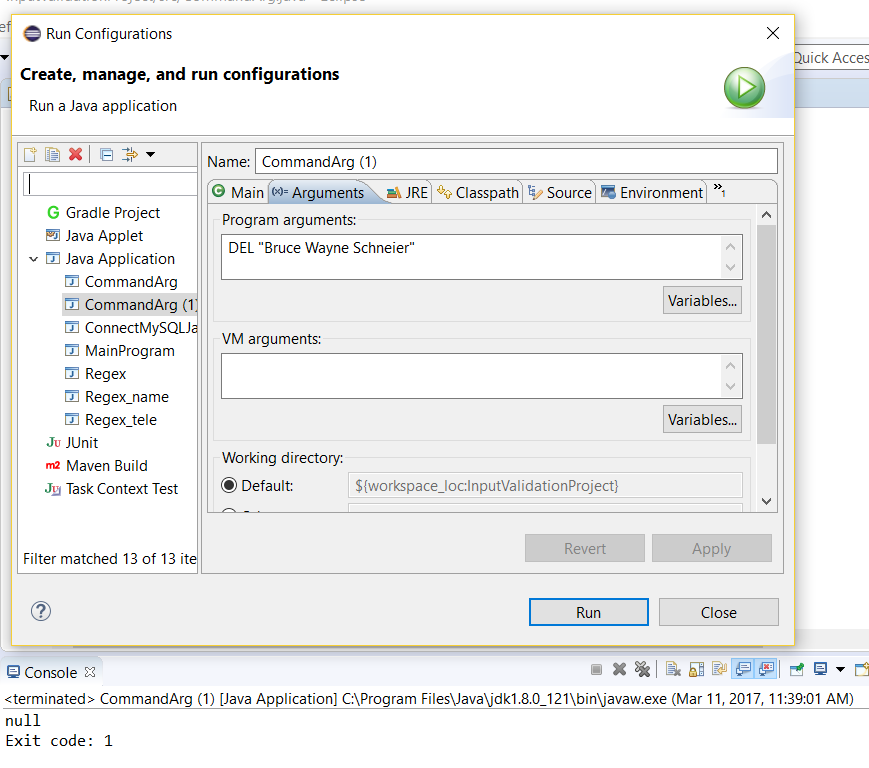 Run Configurations
Create, manage, and run configurations
Run a Java application
Quick Acces
Name: CommandArg (1)
Main (x)= Arguments JRE Classpath Source Environment »1
Gradle Project
Java Applet
Java Application
CommandArg
CommandArg (1)
ConnectMySQLJa
MainProgram
Regex
Regex_name
Regex_tele
JUnit
Maven Build
Task Context Test
Filter matched 13 of 13 ite
Program arguments:
DEL "Bruce Wayne Schneier"
Variables...
VM arguments:
Variables...
Working directory:
Default: ${workspace_loc:InputValidationProject}
Revert Apply
Run Close
Console
<terminated> CommandArg (1) [Java Application] C:\Program Files\Java\jdk1.8.0_121\bin\javaw.exe (Mar 11, 2017, 11:39:01 AM)
null
Exit code: 1